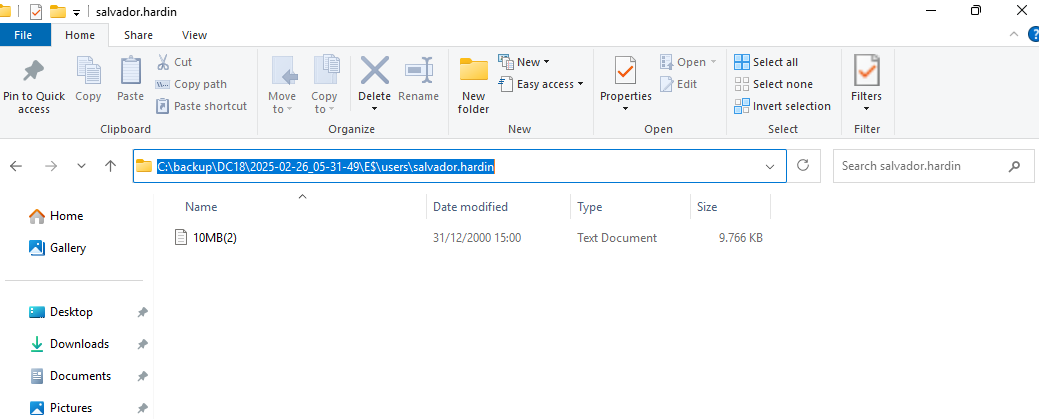 salvador.hardin
File Home Share View
Pin to Quick access
Copy
Paste
Cut
Copy path
Paste shortcut
Clipboard
Move to
Copy to
Delete
Rename
Organize
New folder
New
Easy access
New
Properties
Open
Edit
Open
Select all
Select none
Invert selection
Select
Filters
Filter
C:\backup\DC18\2025-02-26_05-31-49\E$\users\salvador.hardin
Search salvador.hardin
Name Date modified Type Size
10MB(2) 31/12/2000 15:00 Text Document 9.766 KB
Home
Gallery
Desktop
Downloads
Documents
Pictures